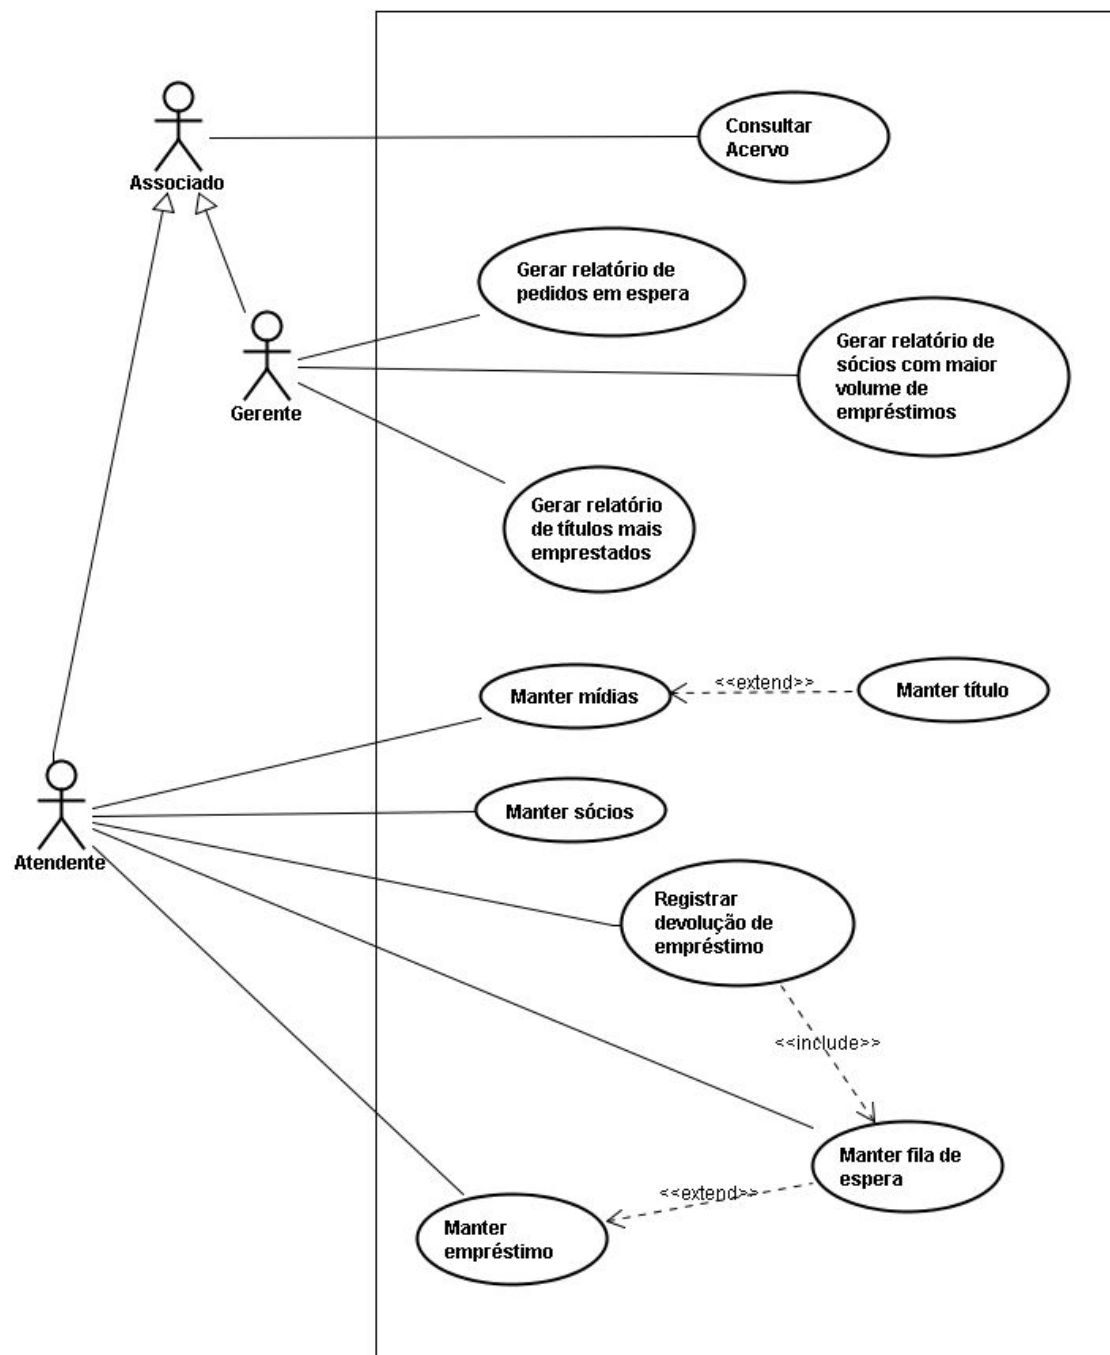 Consultar
Acervo
Associado
Gerar relatório de
pedidos em espera
Gerar relatório de
sócios com maior
volume de
empréstimos
Gerente
Gerar relatório
de títulos mais
emprestados
Manter mídias
<<extend>>
Manter título
Manter sócios
Atendente
Registrar
devolução de
empréstimo
<<include>>
Manter fila de
espera
<<extend>>
Manter
empréstimo